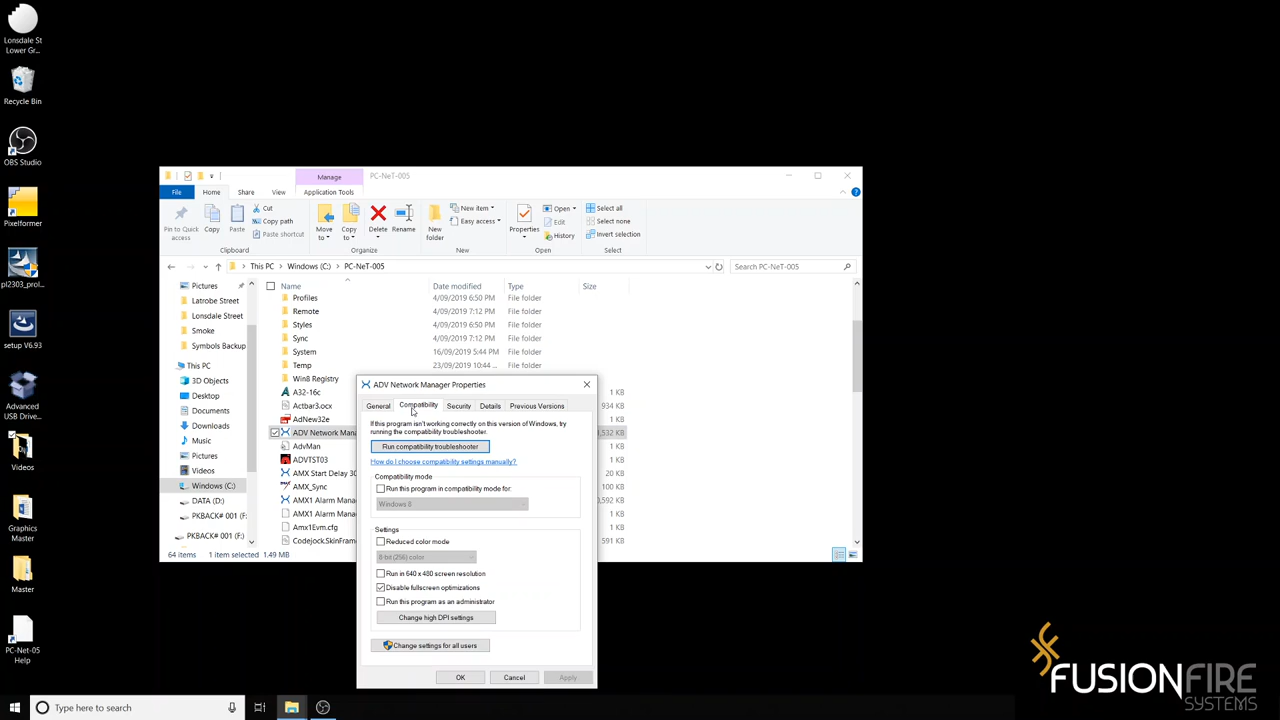 Lonsdale St
Lower Gr...
Recycle Bin
OBS Studio
Pixelformer
pl2303_prol...
setup V6.93
Advanced
USB Drive...
Videos
Graphics
Master
Master
PC-Net-05
Help
Manage
PC-NeT-005
File
Home
Share
View
Application Tools
Pin to Quick
access
Copy
Paste
Cut
Copy path
Paste shortcut
Clipboard
Move
to
Copy
to
Delete
Rename
Organize
New
folder
New item
Easy access
New
Properties
Open
Edit
History
Open
Select all
Select none
Invert selection
Select
This PC > Windows (C:) > PC-NeT-005
Search PC-NeT-005
Pictures
Latrobe Street
Lonsdale Street
Smoke
Symbols Backup
This PC
3D Objects
Desktop
Documents
Downloads
Music
Pictures
Videos
Windows (C:)
DATA (D:)
PKBACK# 001 (F:
PKBACK# 001 (F:)
Name
Date modified
Type
Size
Profiles 4/09/2019 6:50 PM File folder
Remote 4/09/2019 7:12 PM File folder
Styles 4/09/2019 6:50 PM File folder
Sync 4/09/2019 7:12 PM File folder
System 16/09/2019 5:44 PM File folder
Temp 23/09/2019 10:44 ... File folder
Win8 Registry
A32-16c 1 KB
Actbar3.ocx 934 KB
AdNew32e 1 KB
ADV Network Mana ,532 KB
AdvMan 1 KB
ADVTST03 1 KB
AMX Start Delay 30 20 KB
AMX_Sync 1 KB
AMX1 Alarm Mana 0,592 KB
AMX1 Alarm Mana 1 KB
Amx1Evm.cfg 1 KB
Codejock.SkinFram 591 KB
64 items
1 item selected 1.49 MB
ADV Network Manager Properties
General
Compatibility
Security
Details
Previous Versions
If this program isn't working correctly on this version of Windows, try
running the compatibility troubleshooter.
Run compatibility troubleshooter
How do I choose compatibility settings manually?
Compatibility mode
Run this program in compatibility mode for:
Windows 8
Settings
Reduced color mode
8-bit (256) color
Run in 640 x 480 screen resolution
Disable fullscreen optimizations
Run this program as an administrator
Change high DPI settings
Change settings for all users
OK
Cancel
Apply
FUSIONFIRE
SYSTEMS
Type here to search